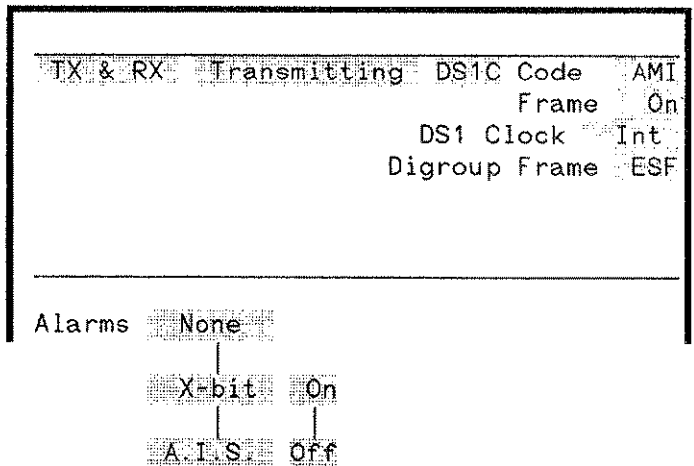 TX & RX Transmitting DS1C Code AMI
Frame On
DS1 Clock Int
Digroup Frame ESF
Alarms None
X-bit On
A.I.S. Off